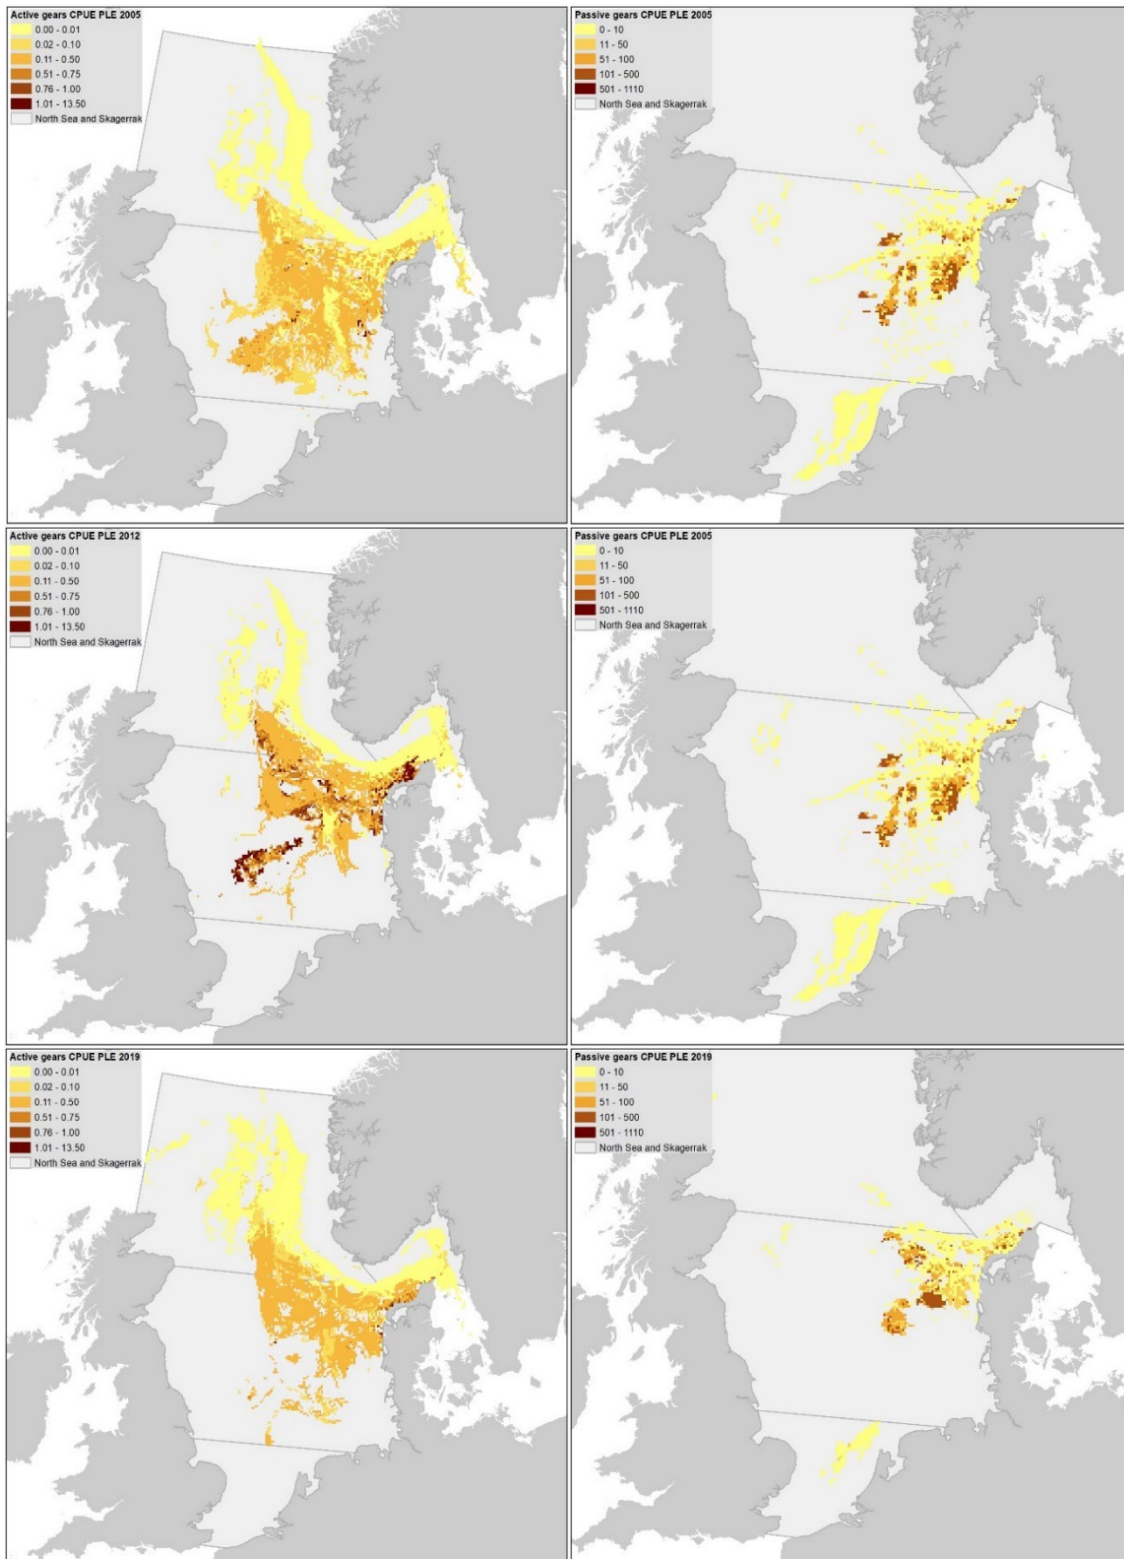 Active gears CPUE PLE 2005
0.00 - 0.01
0.02 - 0.10
0.11 - 0.50
0.51 - 0.75
0.76 - 1.00
1.01 - 13.50
North Sea and Skagerrak
Passive gears CPUE PLE 2005
0 - 10
11 - 50
51 - 100
101 - 500
501 - 1110
North Sea and Skagerrak
Active gears CPUE PLE 2012
0.00 - 0.01
0.02 - 0.10
0.11 - 0.50
0.51 - 0.75
0.76 - 1.00
1.01 - 13.50
North Sea and Skagerrak
Passive gears CPUE PLE 2005
0 - 10
11 - 50
51 - 100
101 - 500
501 - 1110
North Sea and Skagerrak
Active gears CPUE PLE 2019
0.00 - 0.01
0.02 - 0.10
0.11 - 0.50
0.51 - 0.75
0.76 - 1.00
1.01 - 13.50
North Sea and Skagerrak
Passive gears CPUE PLE 2019
0 - 10
11 - 50
51 - 100
101 - 500
501 - 1110
North Sea and Skagerrak